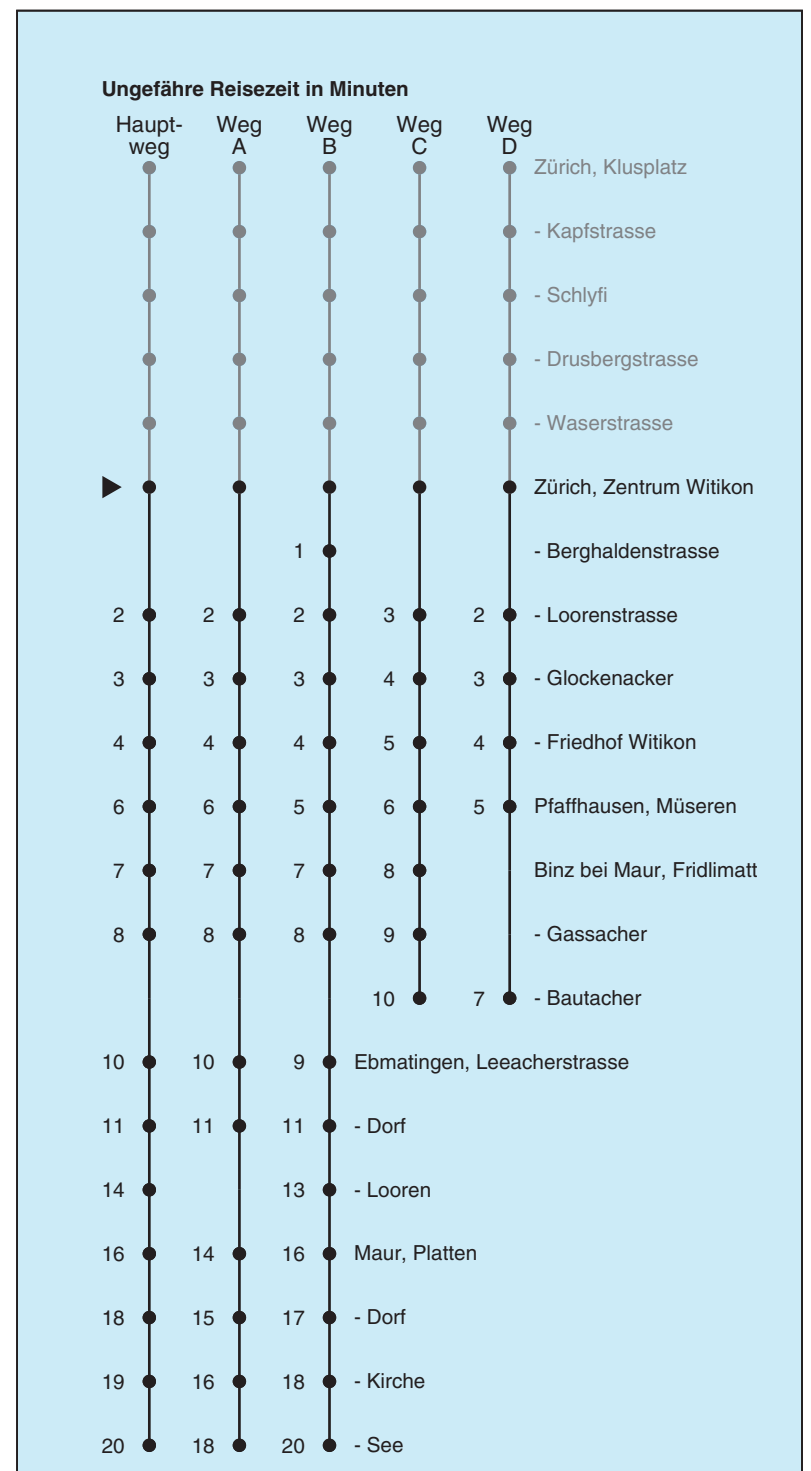 Ungefähre Reisezeit in Minuten
Haupt- Weg Weg Weg Weg
weg A B C D
Zürich, Klusplatz
- Kapfstrasse
- Schlyfi
- Drusbergstrasse
- Waserstrasse
Zürich, Zentrum Witikon
1 - Berghaldenstrasse
2 2 2 3 2 - Loorenstrasse
3 3 3 4 3 - Glockenacker
4 4 4 5 4 - Friedhof Witikon
6 6 5 6 5 Pfaffhausen, Müseren
7 7 7 8 Binz bei Maur, Fridlimatt
8 8 8 9 - Gassacher
10 7 - Bautacher
10 10 9 Ebmatingen, Leeacherstrasse
11 11 11 - Dorf
14 13 - Looren
16 14 16 Maur, Platten
18 15 17 - Dorf
19 16 18 - Kirche
20 18 20 - See